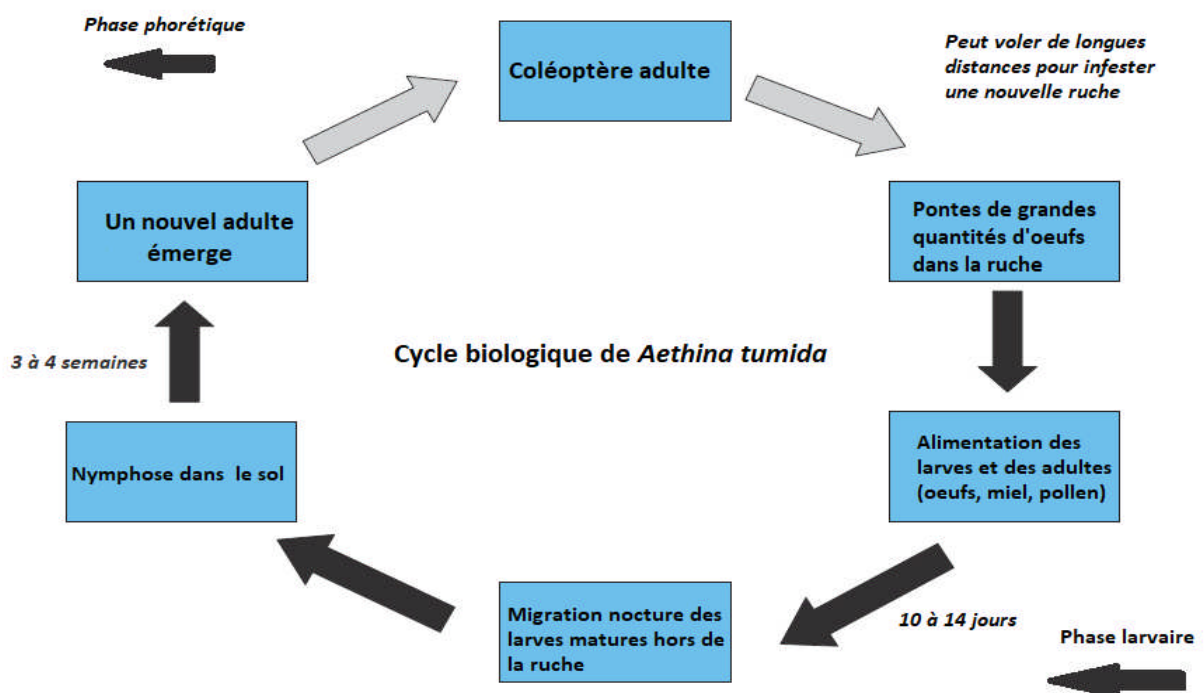 Phase phorétique
Coléoptère adulte
Peut voler de longues
distances pour infester
une nouvelle ruche
Un nouvel adulte
émerge
Pontes de grandes
quantités d'oeufs
dans la ruche
Cycle biologique de Aethina tumida
3 à 4 semaines
Nymphose dans le sol
Alimentation des
larves et des adultes
(oeufs, miel, pollen)
Migration nocture des
larves matures hors de
la ruche
10 à 14 jours
Phase larvaire